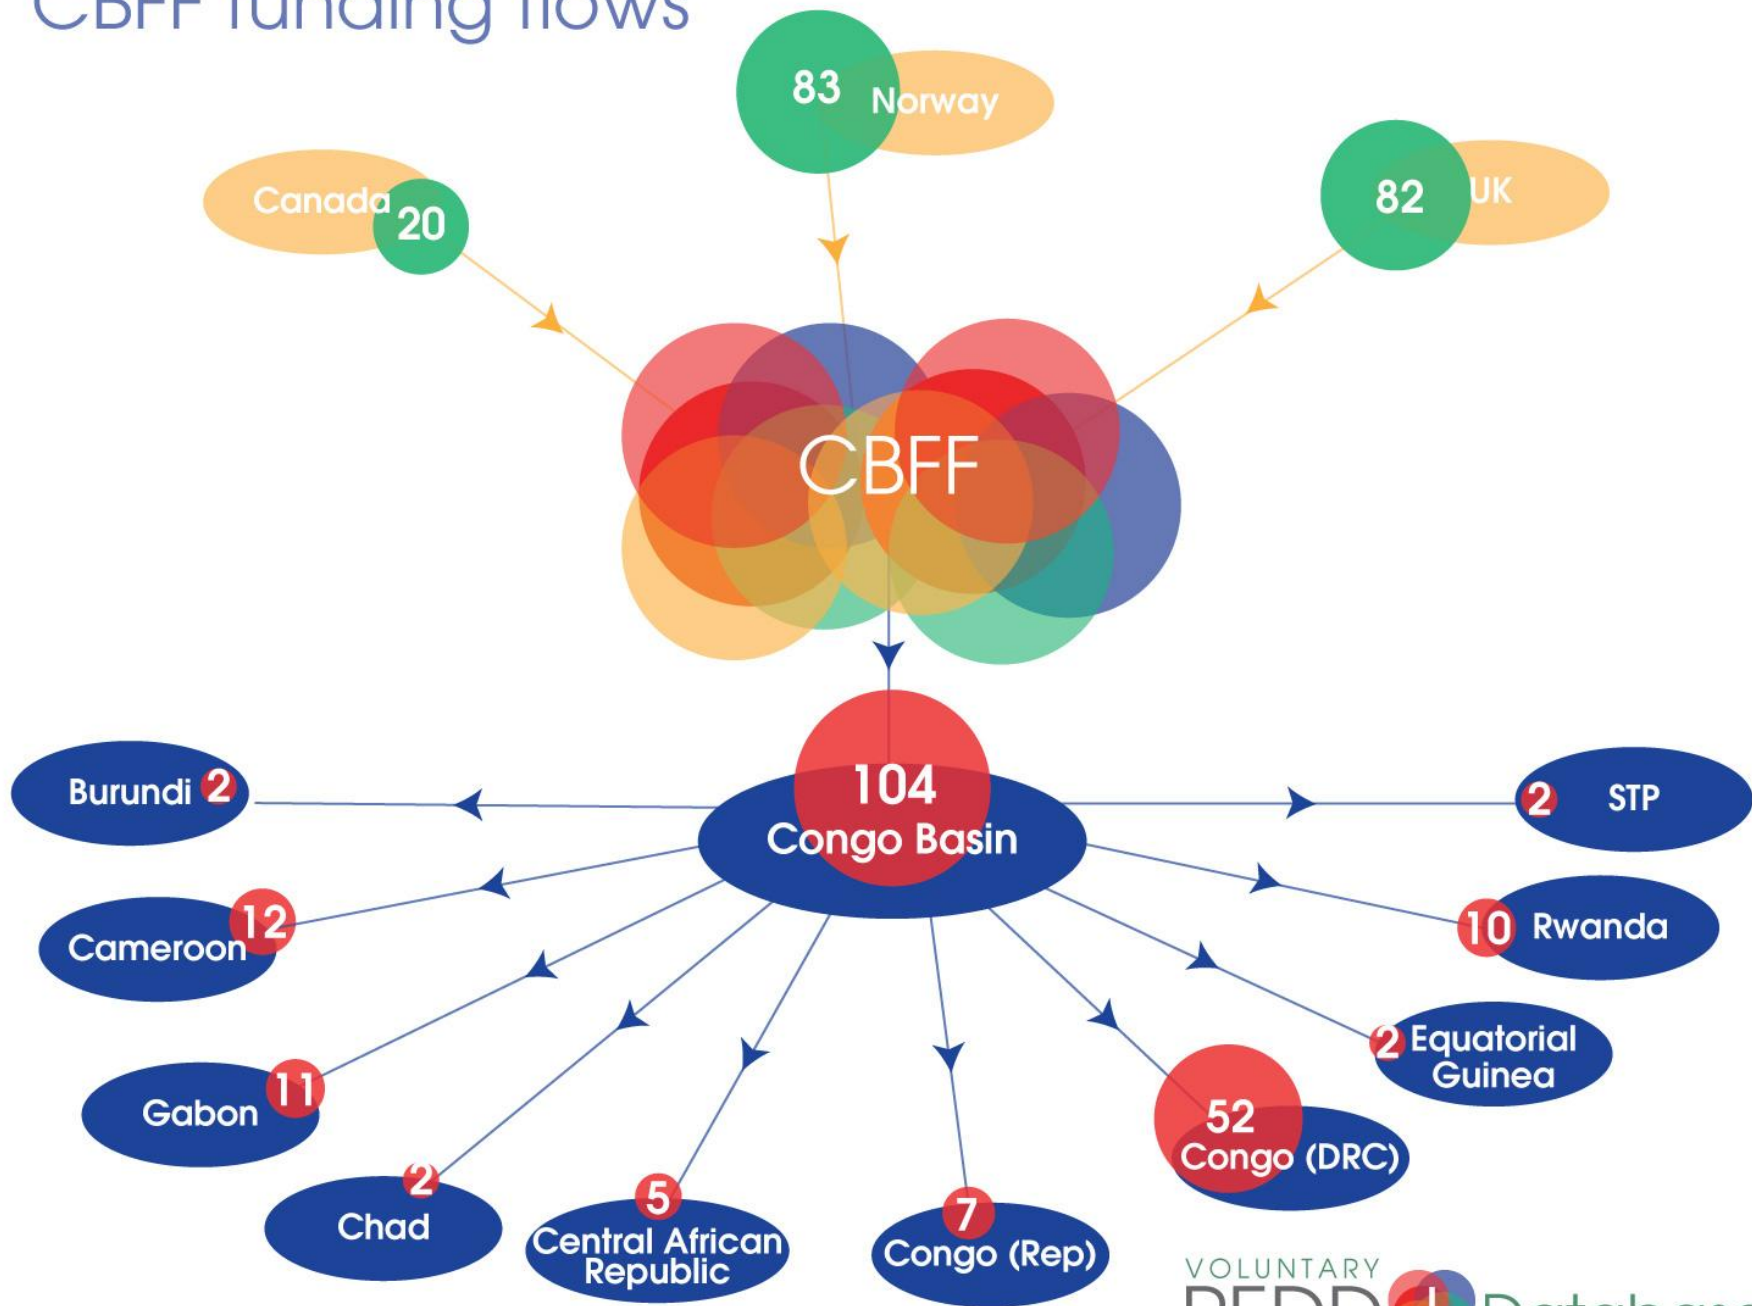 CBFF funding flows
83 Norway
Canada 20
82 UK
CBFF
104
Congo Basin
Burundi 2
2 STP
Cameroon 12
10 Rwanda
Gabon 11
2 Equatorial
Guinea
Chad 2
5
Central African
Republic
7
Congo (Rep)
52
Congo (DRC)
VOLUNTARY
REDD+ Database